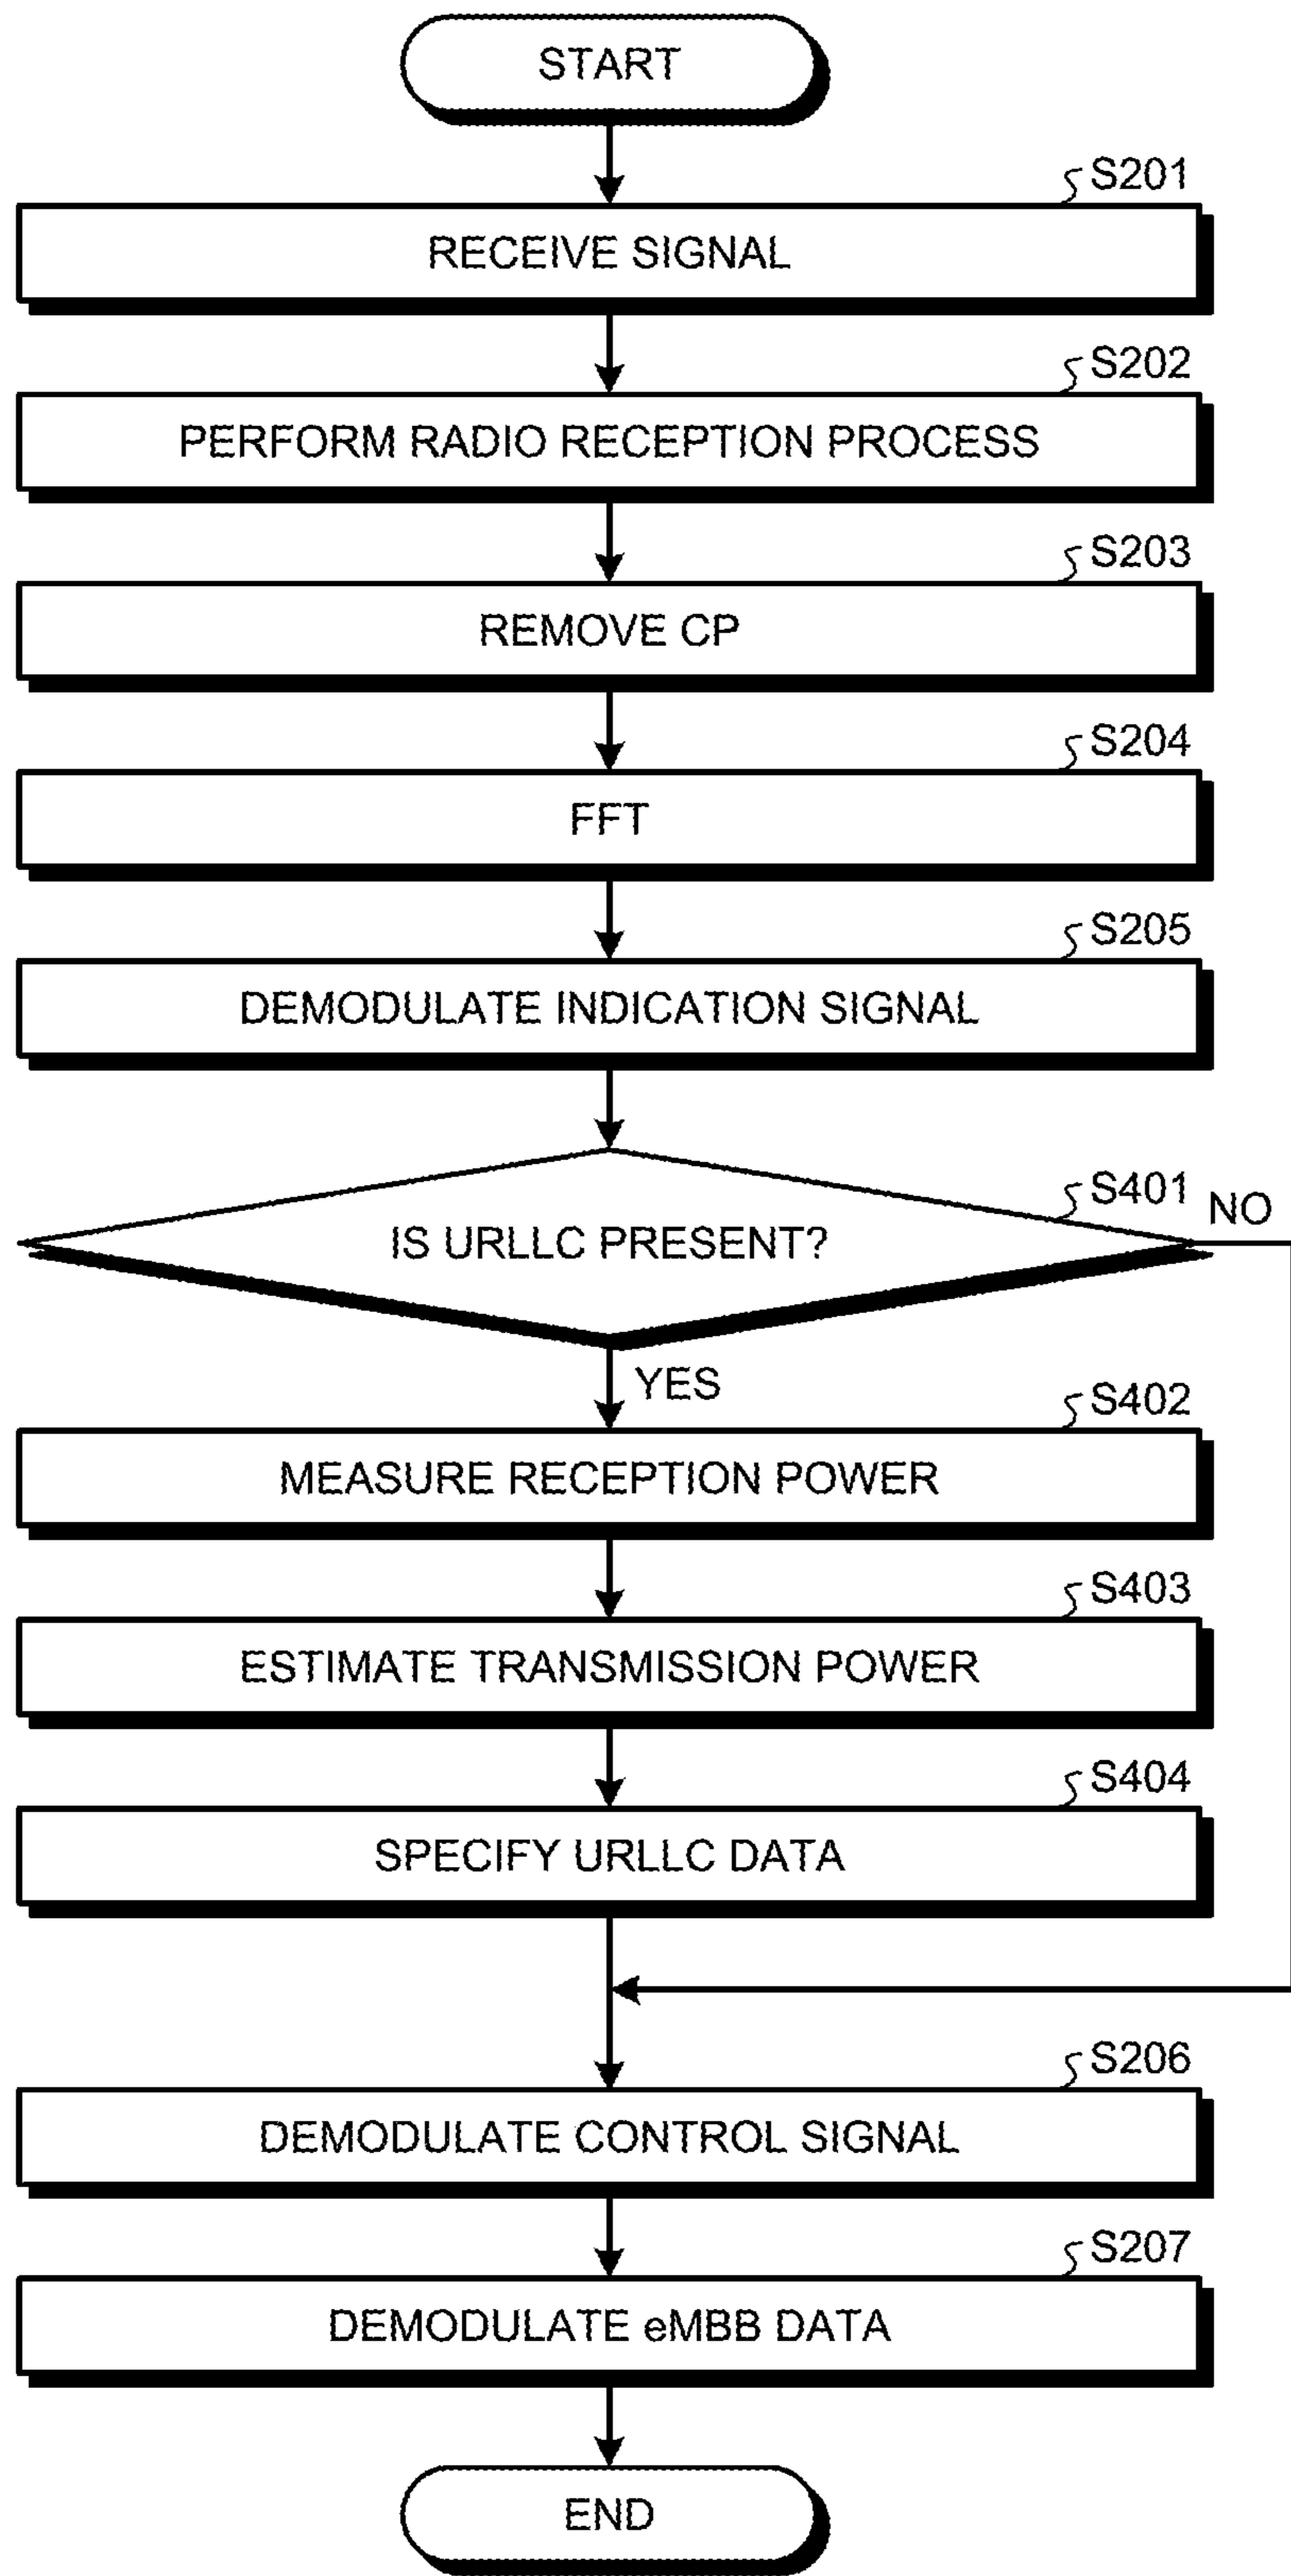 START
S201
RECEIVE SIGNAL
S202
PERFORM RADIO RECEPTION PROCESS
S203
REMOVE CP
S204
FFT
S205
DEMODULATE INDICATION SIGNAL
S401
NO
IS URLLC PRESENT?
YES
S402
MEASURE RECEPTION POWER
S403
ESTIMATE TRANSMISSION POWER
S404
SPECIFY URLLC DATA
S206
DEMODULATE CONTROL SIGNAL
S207
DEMODULATE eMBB DATA
END